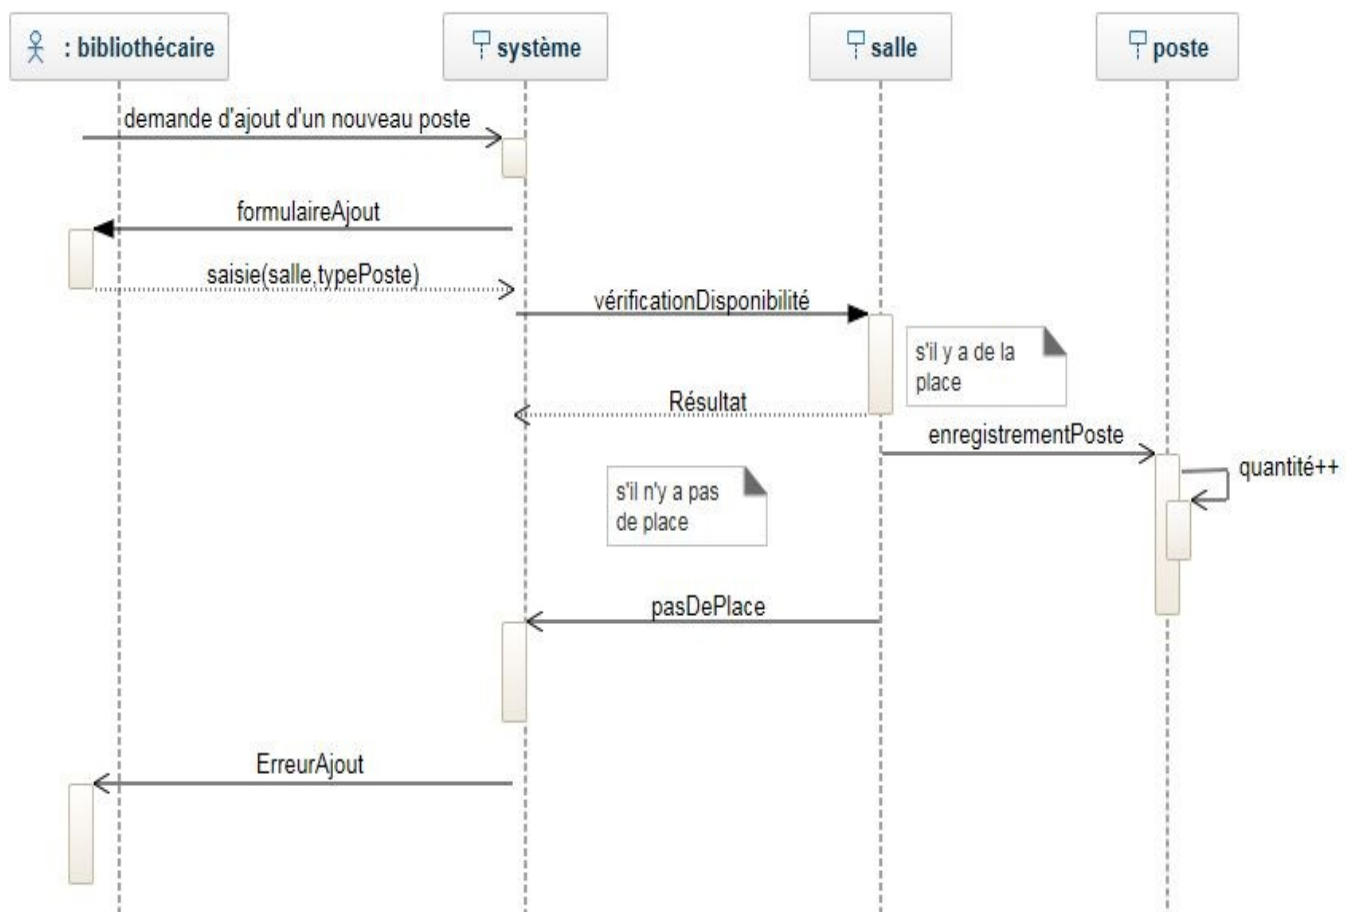 : bibliothécaire
système
salle
poste
demande d'ajout d'un nouveau poste
formulaireAjout
saisie(salle,typePoste)
vérificationDisponibilité
s'il y a de la
place
Résultat
enregistrementPoste
quantité++
s'il n'y a pas
de place
pasDePlace
ErreurAjout